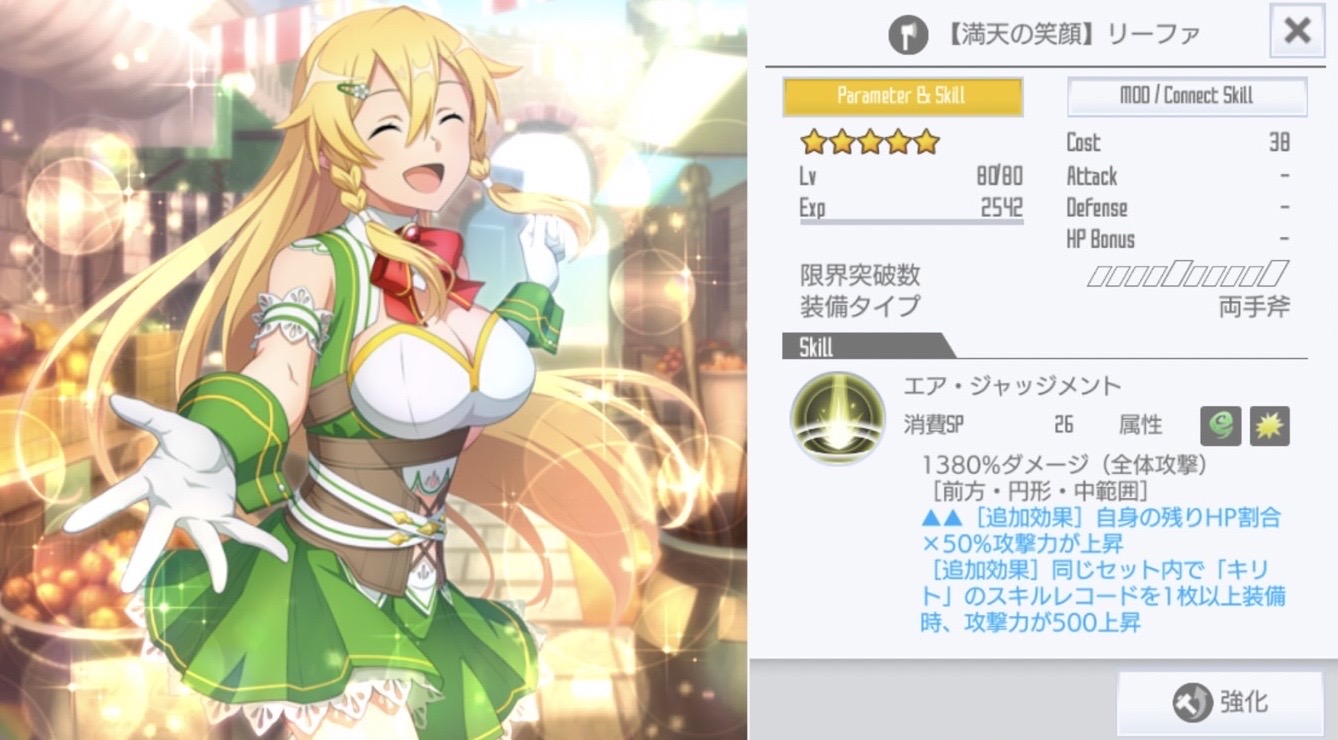 【満天の笑顔】リーファ
Parameter & Skill
MOD / Connect Skill
Lv 80/80
Exp 2542
Cost 38
Attack -
Defense -
HP Bonus -
限界突破数
装備タイプ 両手斧
Skill
エア・ジャッジメント
消費SP 26 属性
1380%ダメージ（全体攻撃）
［前方・円形・中範囲］
▲▲［追加効果］自身の残りHP割合
×50%攻撃力が上昇
［追加効果］同じセット内で「キリ
ト」のスキルレコードを1枚以上装備
時、攻撃力が500上昇
強化